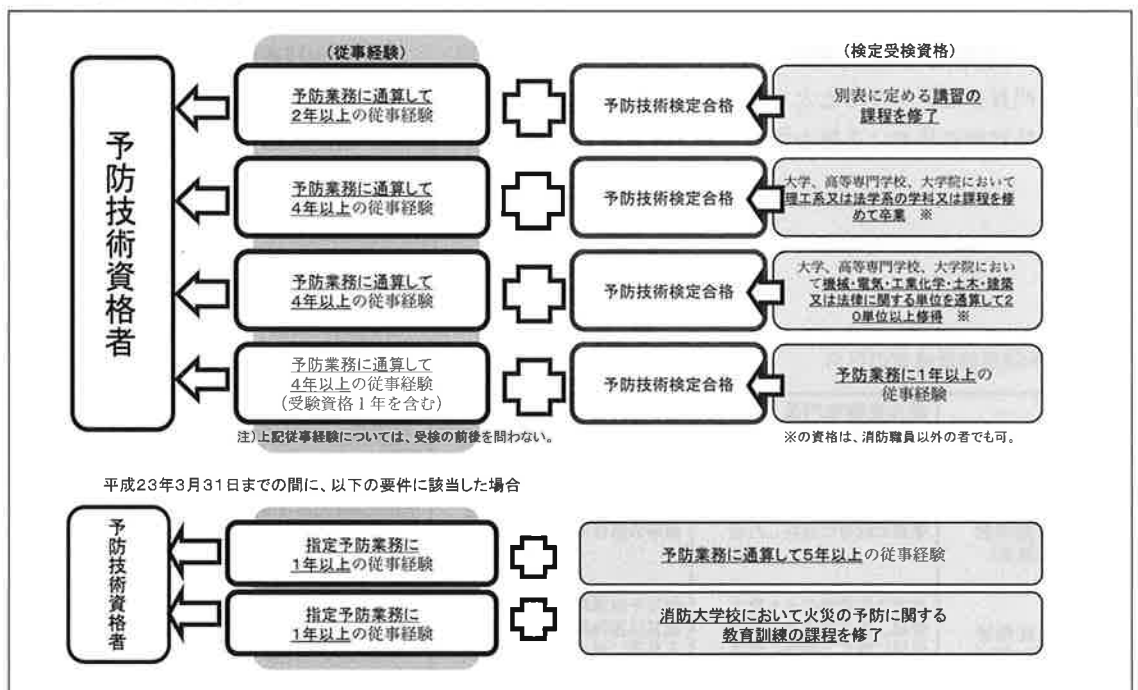 (従事経験)
(検定受検資格)
予防技術資格者
予防業務に通算して
2年以上の従事経験
予防技術検定合格
別表に定める講習の
課程を修了
予防業務に通算して
4年以上の従事経験
予防技術検定合格
大学、高等専門学校、大学院において
理工系又は法学系の学科又は課程を修
めて卒業 ※
予防業務に通算して
4年以上の従事経験
予防技術検定合格
大学、高等専門学校、大学院におい
て機械・電気・工業化学・土木・建築
又は法律に関する単位を通算して2
0単位以上修得 ※
予防業務に通算して
4年以上の従事経験
(受験資格1年を含む)
予防技術検定合格
予防業務に1年以上の
従事経験
注)上記従事経験については、受検の前後を問わない。
※の資格は、消防職員以外の者でも可。
平成23年3月31日までの間に、以下の要件に該当した場合
予防技術資格者
指定予防業務に
1年以上の従事経験
予防業務に通算して5年以上の従事経験
指定予防業務に
1年以上の従事経験
消防大学校において火災の予防に関する
教育訓練の課程を修了